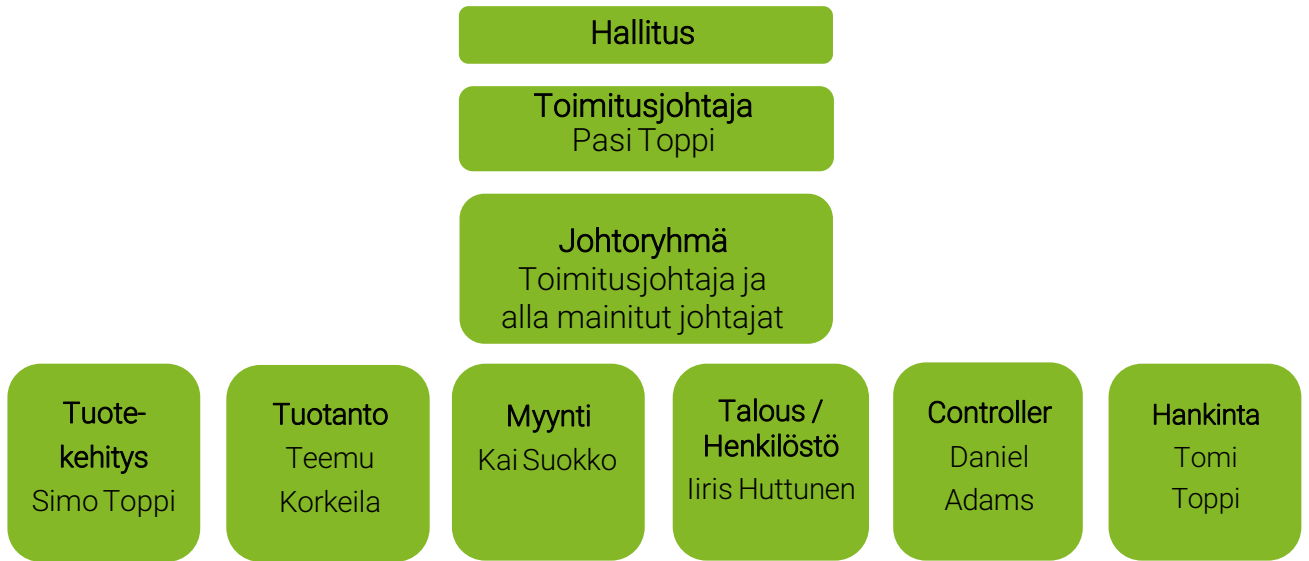 Hallitus
Toimitusjohtaja
Pasi Toppi
Johtoryhmä
Toimitusjohtaja ja
alla mainitut johtajat
Tuote-
kehitys
Simo Toppi
Tuotanto
Teemu
Korkeila
Myynti
Kai Suokko
Talous /
Henkilöstö
Iiris Huttunen
Controller
Daniel
Adams
Hankinta
Tomi
Toppi